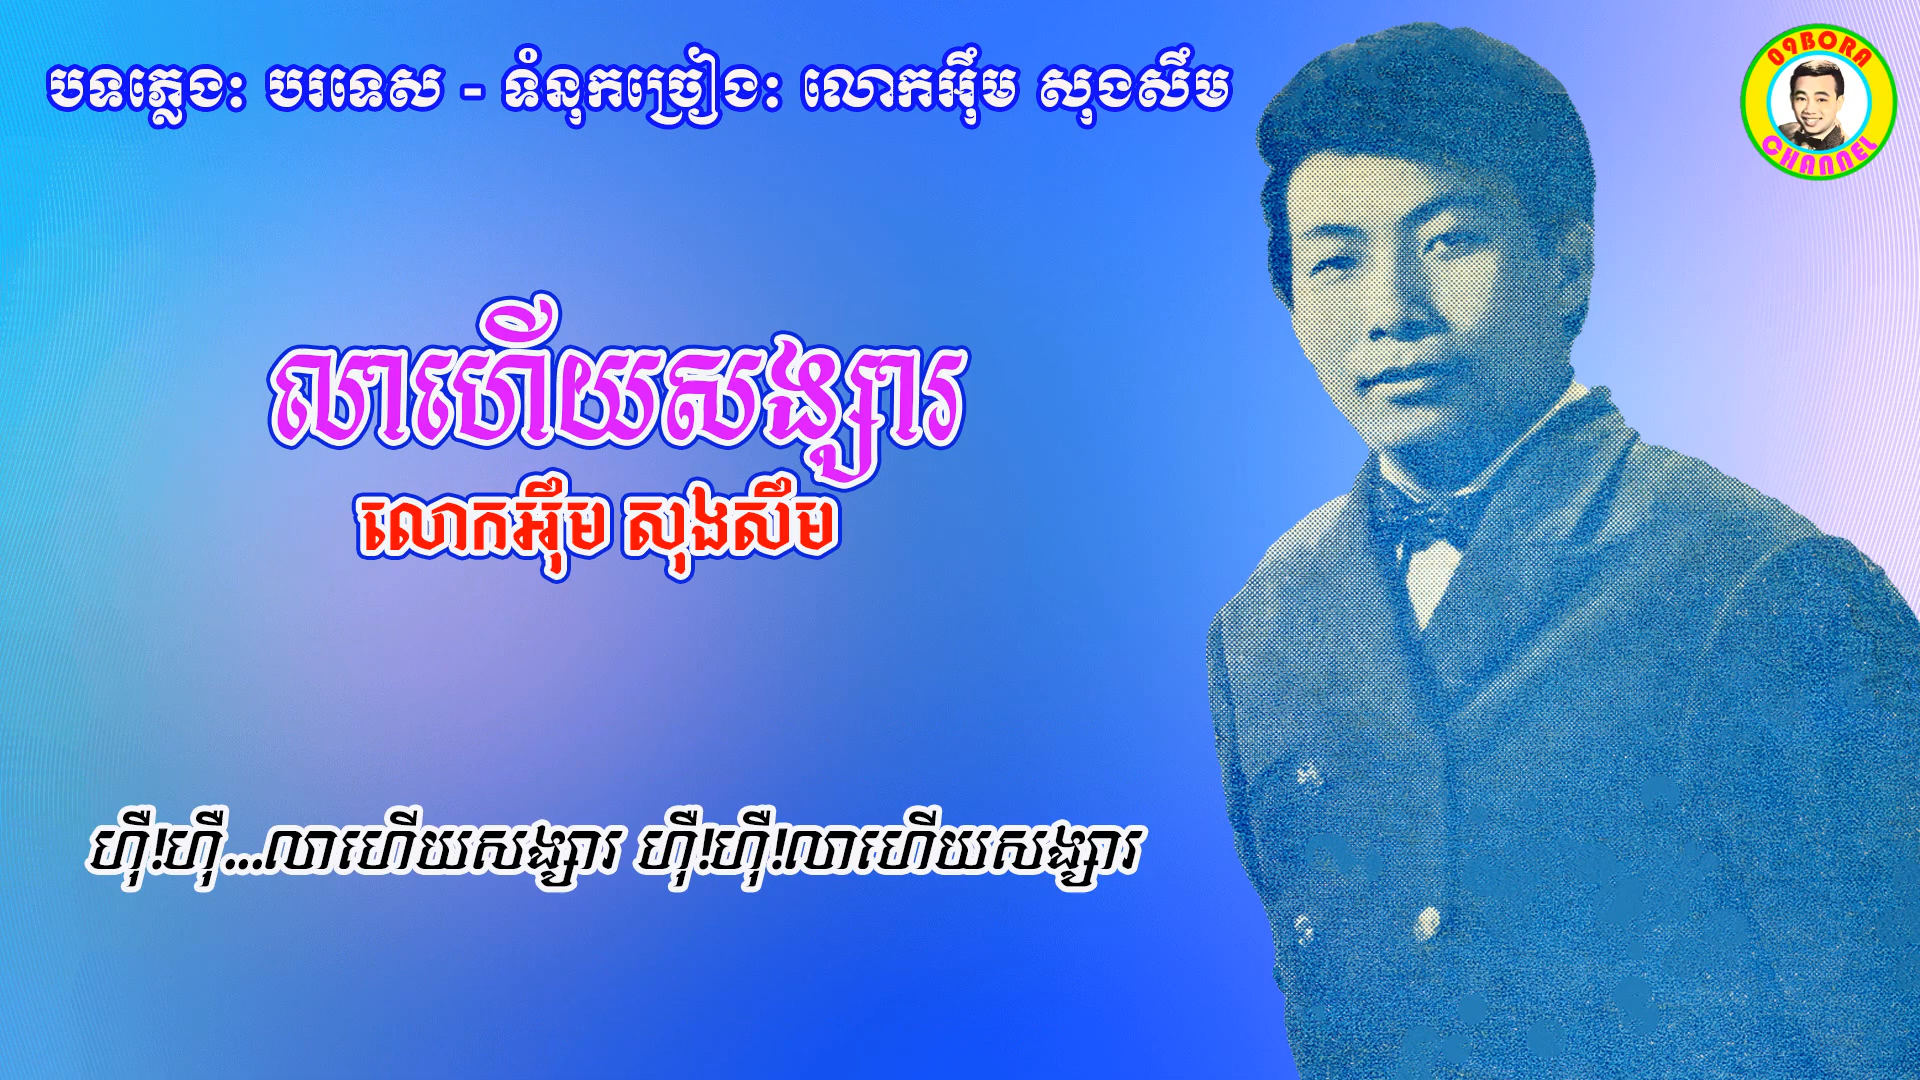 បទភ្លេង: បរទេស - ទំនុកច្រៀង: លោកអ៊ឹម សុងសឹម
09BORA
CHANNEL
លាហើយសង្សារ
លោកអ៊ឹម សុងសឹម
ហ៊ឺ!ហ៊ឺ...លាហើយសង្សារ ហ៊ឺ!ហ៊ឺ!លាហើយសង្សារ